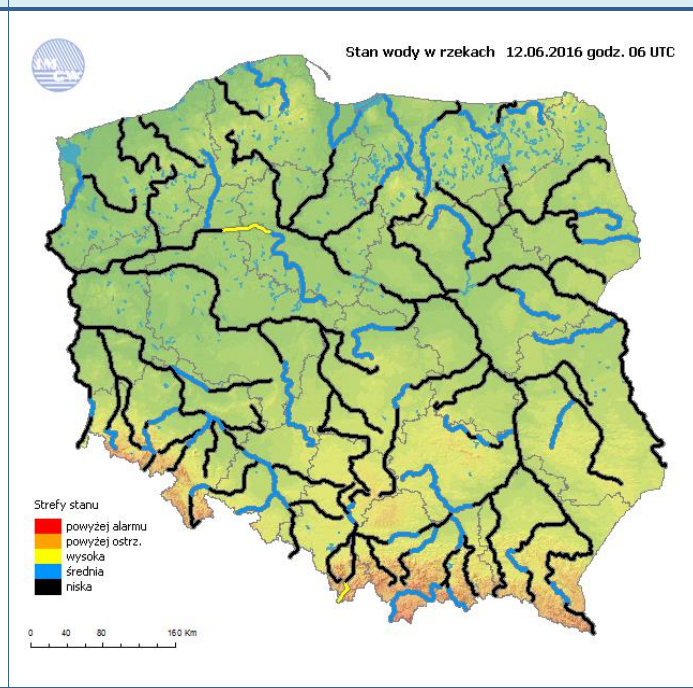 IMGW
Stan wody w rzekach 12.06.2016 godz. 06 UTC
Strefy stanu
powyżej alarmu
powyżej ostrz.
wysoka
średnia
niska
0 40 80 160 Km